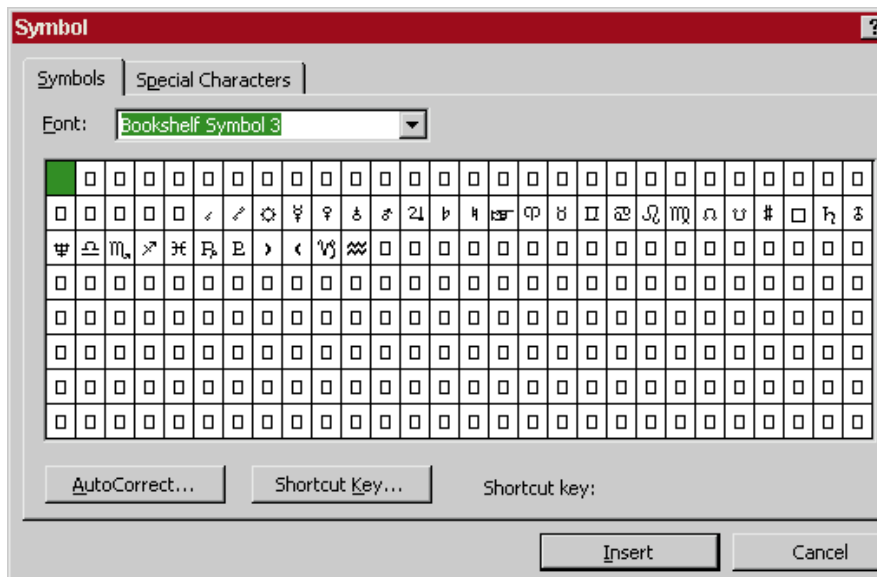 Symbol ?
Symbols Special Characters
Font: Bookshelf Symbol 3
AutoCorrect... Shortcut Key... Shortcut key:
Insert Cancel